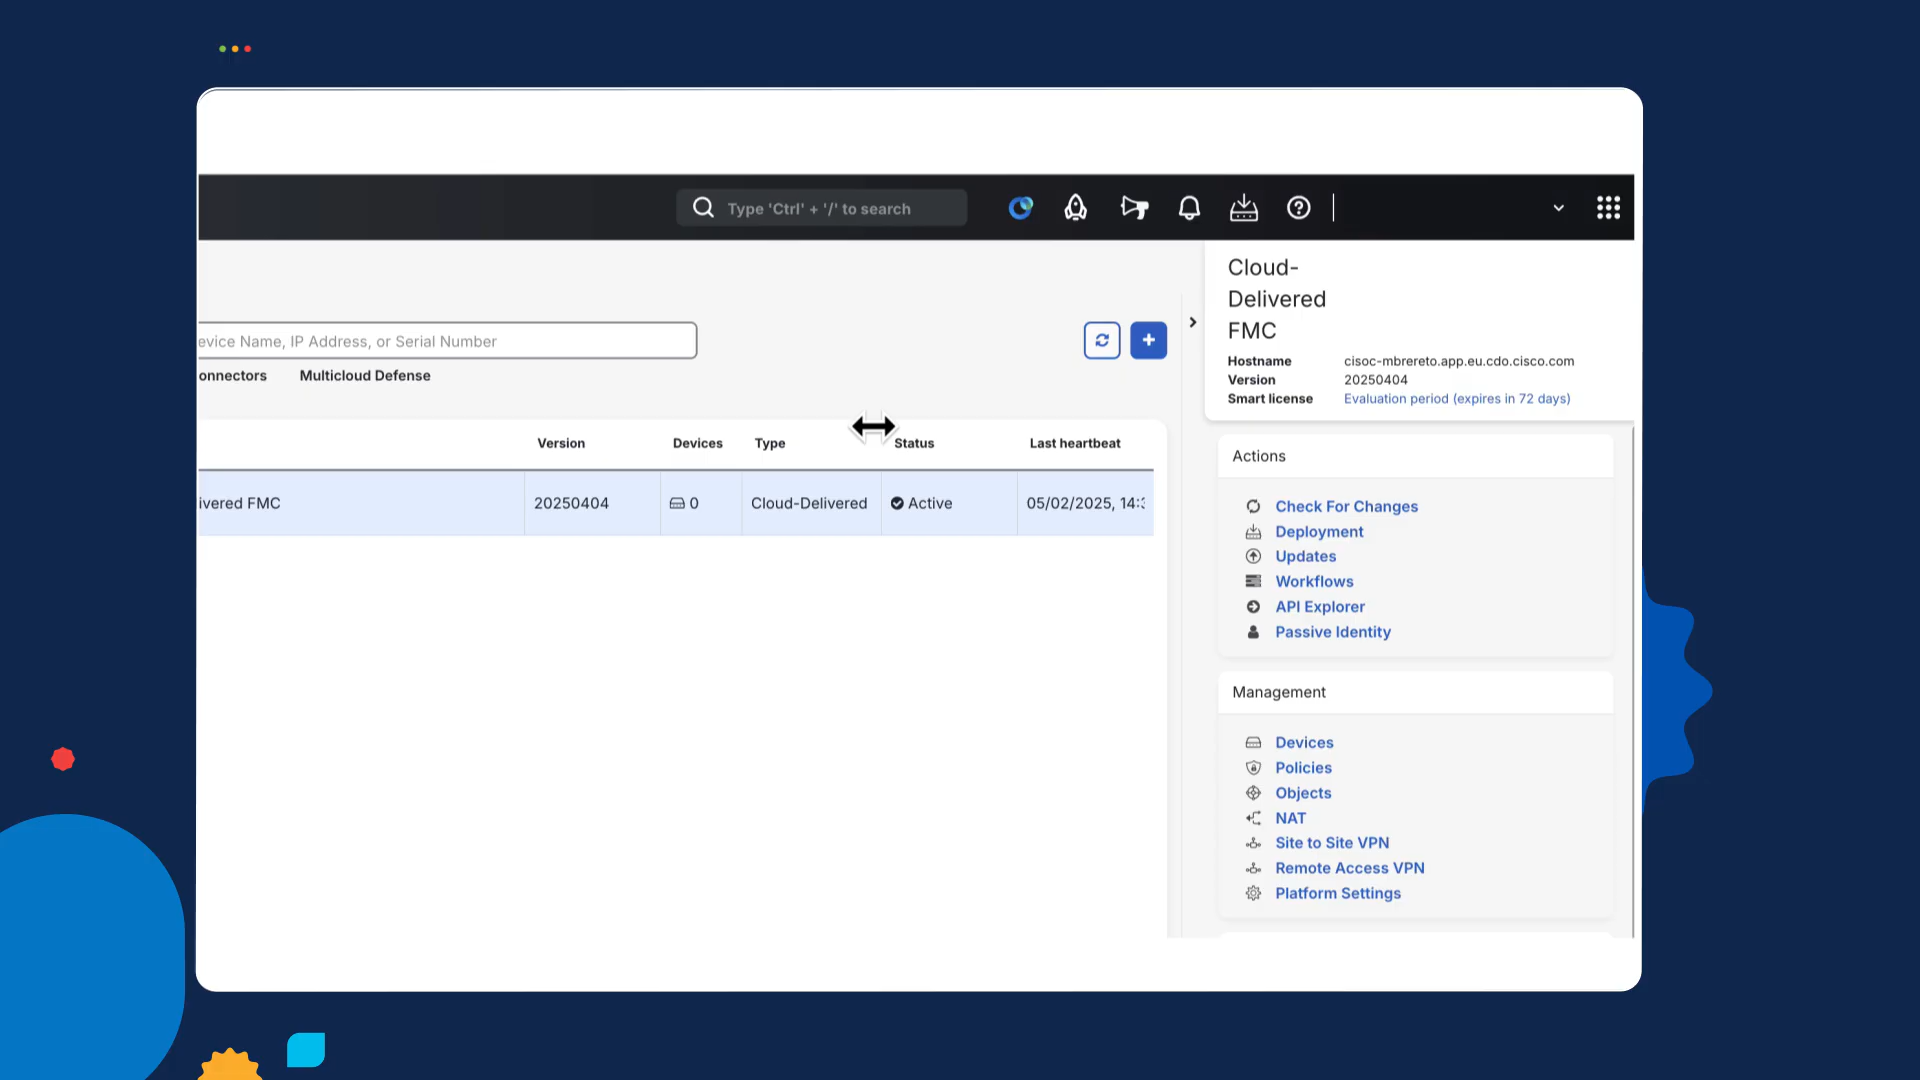 Type 'Ctrl' + '/' to search
evice Name, IP Address, or Serial Number
onnectors Multicloud Defense
Version Devices Type Status Last heartbeat
ivered FMC 20250404 0 Cloud-Delivered Active 05/02/2025, 14:3
Cloud-
Delivered
FMC
Hostname cisoc-mbrereto.app.eu.cdo.cisco.com
Version 20250404
Smart license Evaluation period (expires in 72 days)
Actions
Check For Changes
Deployment
Updates
Workflows
API Explorer
Passive Identity
Management
Devices
Policies
Objects
NAT
Site to Site VPN
Remote Access VPN
Platform Settings